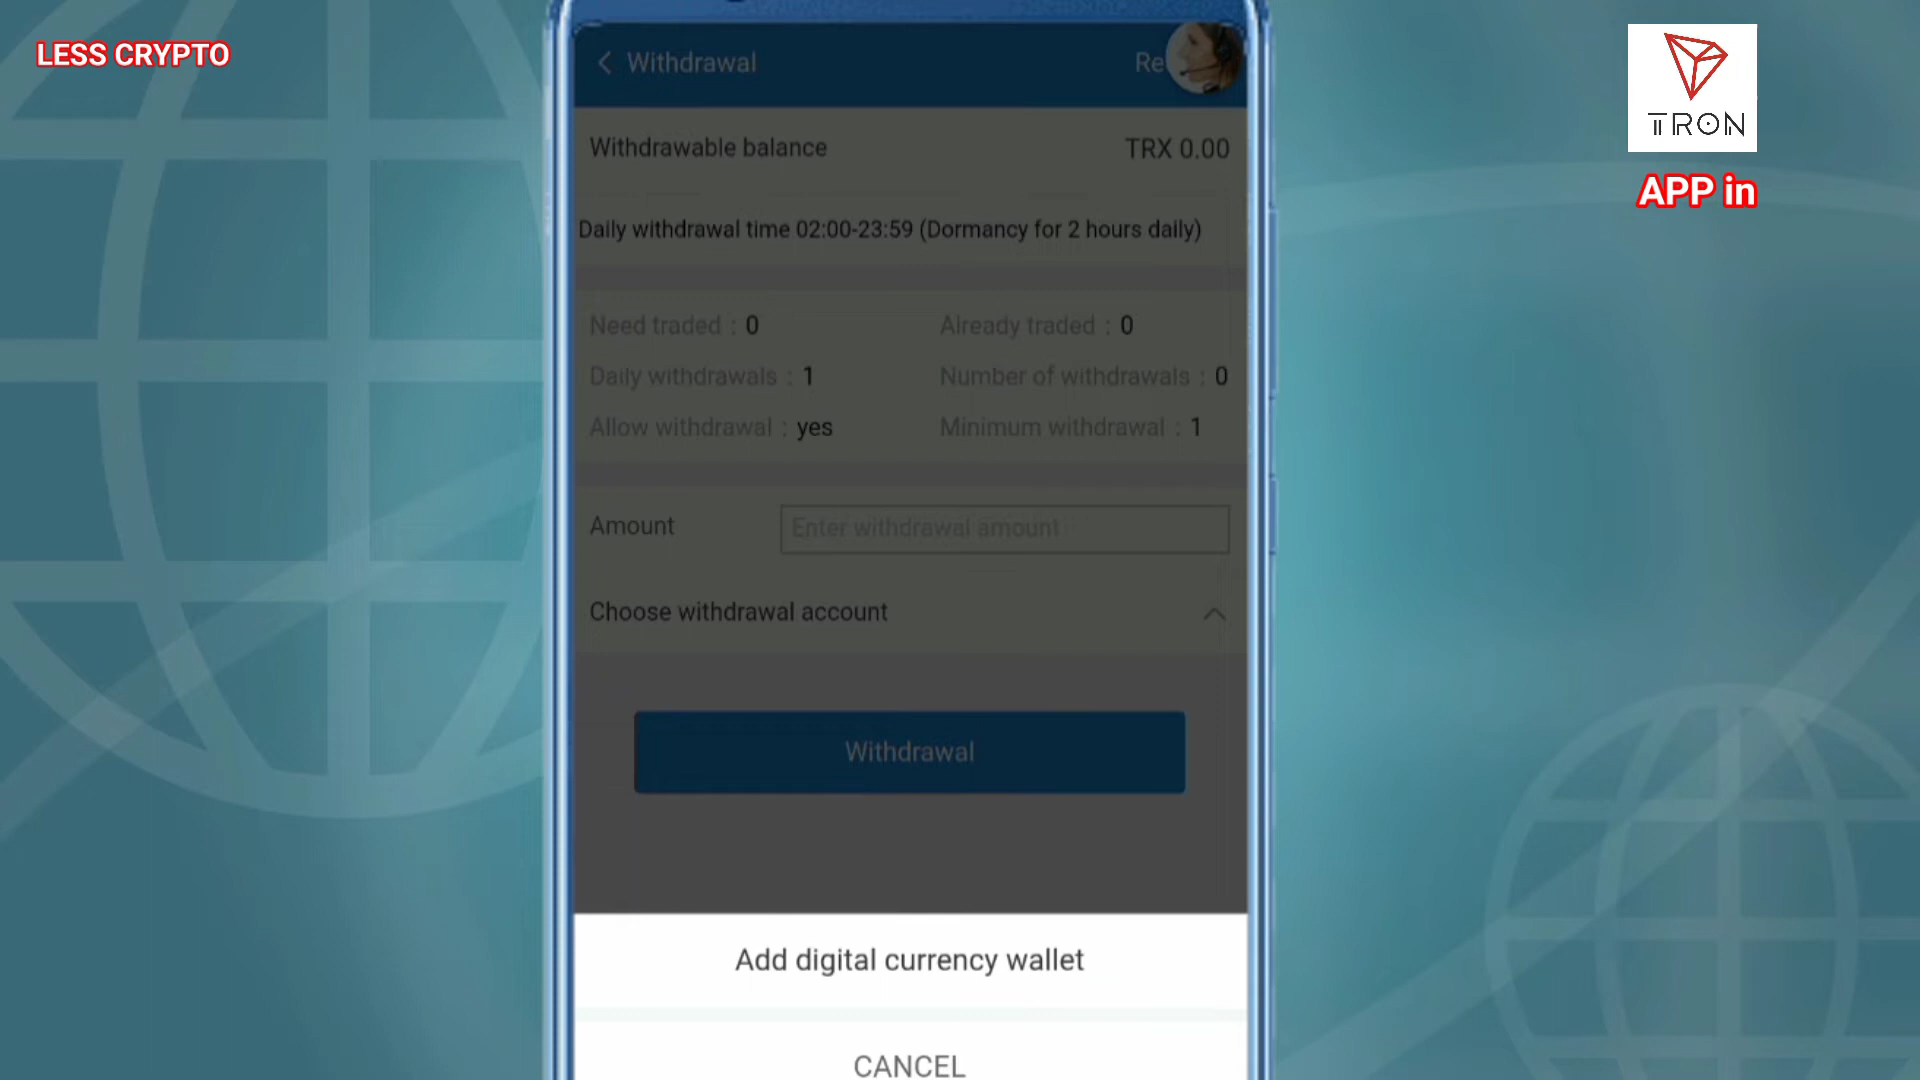 LESS CRYPTO
TRON
APP in
Withdrawal
Re
Withdrawable balance TRX 0.00
Daily withdrawal time 02:00-23:59 (Dormancy for 2 hours daily)
Need traded : 0 Already traded : 0
Daily withdrawals : 1 Number of withdrawals : 0
Allow withdrawal : yes Minimum withdrawal : 1
Amount Enter withdrawal amount
Choose withdrawal account
Withdrawal
Add digital currency wallet
CANCEL